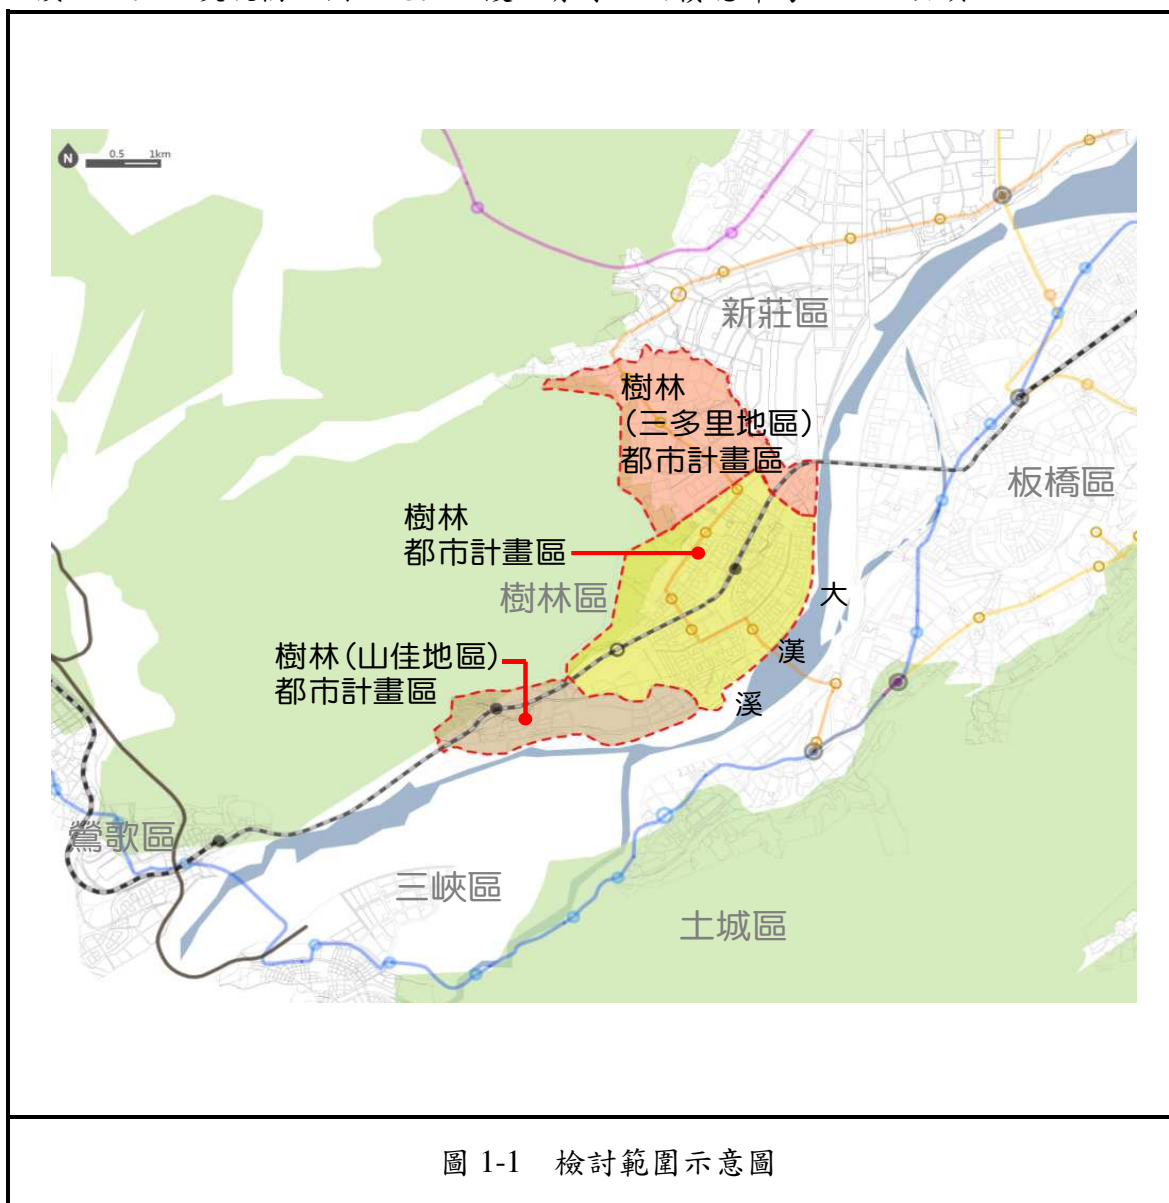 N
0.5 1km
新莊區
樹林
(三多里地區)
都市計畫區
板橋區
樹林
都市計畫區
樹林區
大
漢
溪
樹林(山佳地區)
都市計畫區
鶯歌區
三峽區
土城區
圖 1-1 檢討範圍示意圖